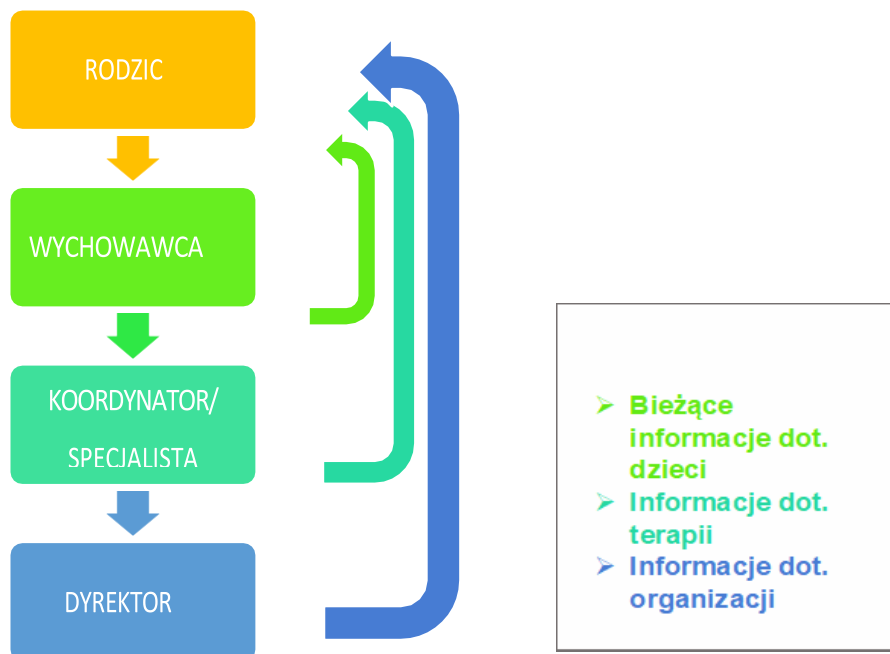 RODZIC
WYCHOWAWCA
KOORDYNATOR/
SPECJALISTA
DYREKTOR
Bieżące
informacje dot.
dzieci
Informacje dot.
terapii
Informacje dot.
organizacji